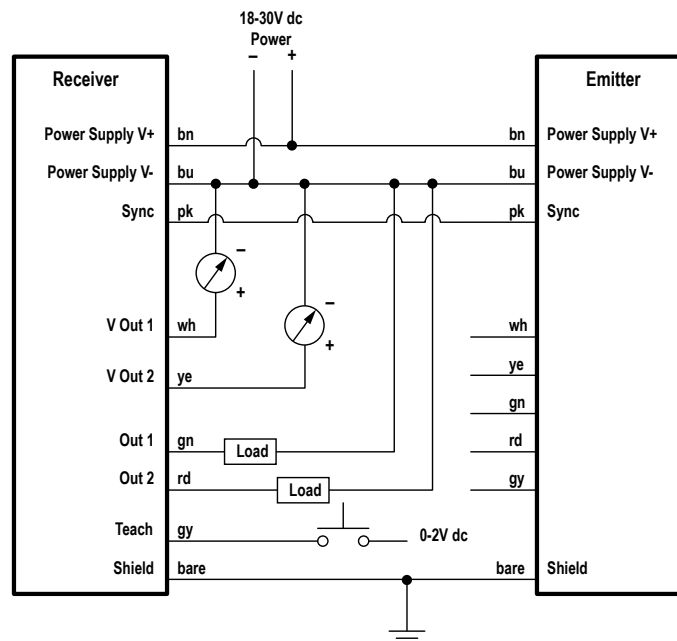 18-30V dc
Power
– +
Receiver
Emitter
Power Supply V+ bn
bn Power Supply V+
Power Supply V- bu
bu Power Supply V-
Sync pk
pk Sync
–
+
–
+
V Out 1 wh
wh
V Out 2 ye
ye
gn
Out 1 gn
Load
rd
Out 2 rd
Load
gy
Teach gy
0-2V dc
Shield bare
bare Shield